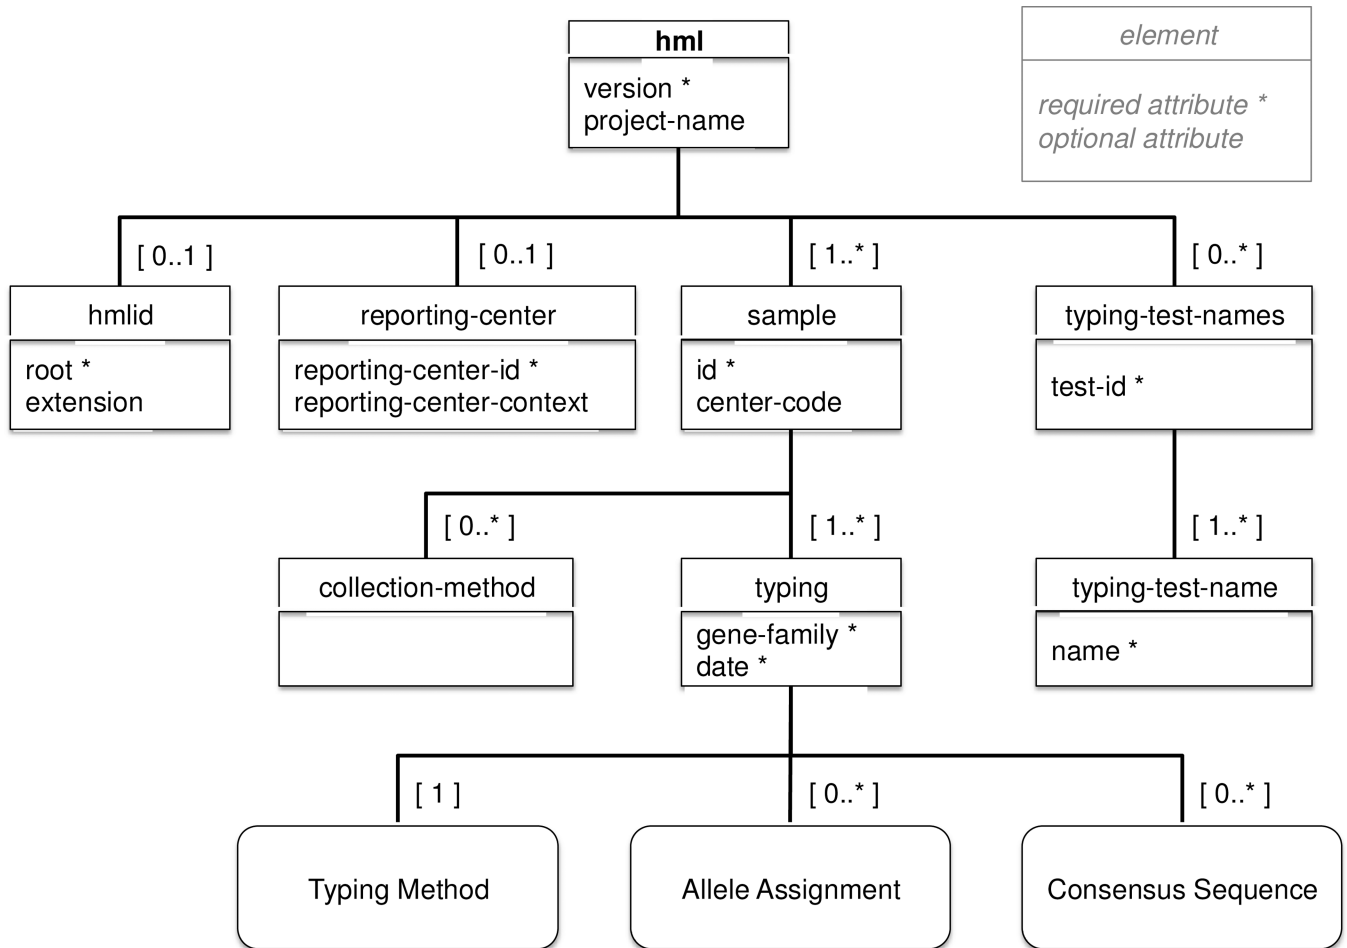 hml
version *
project-name
element
required attribute *
optional attribute
[ 0..1 ]
[ 0..1 ]
[ 1..* ]
[ 0..* ]
hmlid
root *
extension
reporting-center
reporting-center-id *
reporting-center-context
sample
id *
center-code
typing-test-names
test-id *
[ 0..* ]
[ 1..* ]
[ 1..* ]
collection-method
typing
gene-family *
date *
typing-test-name
name *
[ 1 ]
[ 0..* ]
[ 0..* ]
Typing Method
Allele Assignment
Consensus Sequence